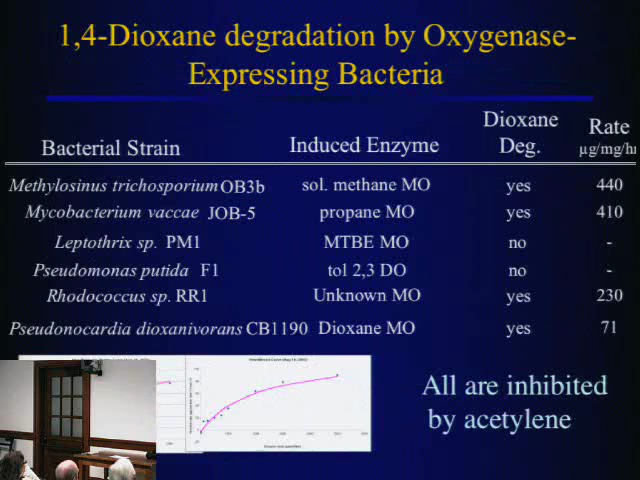 1,4-Dioxane degradation by Oxygenase-
Expressing Bacteria
Bacterial Strain Induced Enzyme Dioxane Deg. Rate µg/mg/hr
Methylosinus trichosporium OB3b sol. methane MO yes 440
Mycobacterium vaccae JOB-5 propane MO yes 410
Leptothrix sp. PM1 MTBE MO no -
Pseudomonas putida F1 tol 2,3 DO no -
Rhodococcus sp. RR1 Unknown MO yes 230
Pseudonocardia dioxanivorans CB1190 Dioxane MO yes 71
All are inhibited
by acetylene